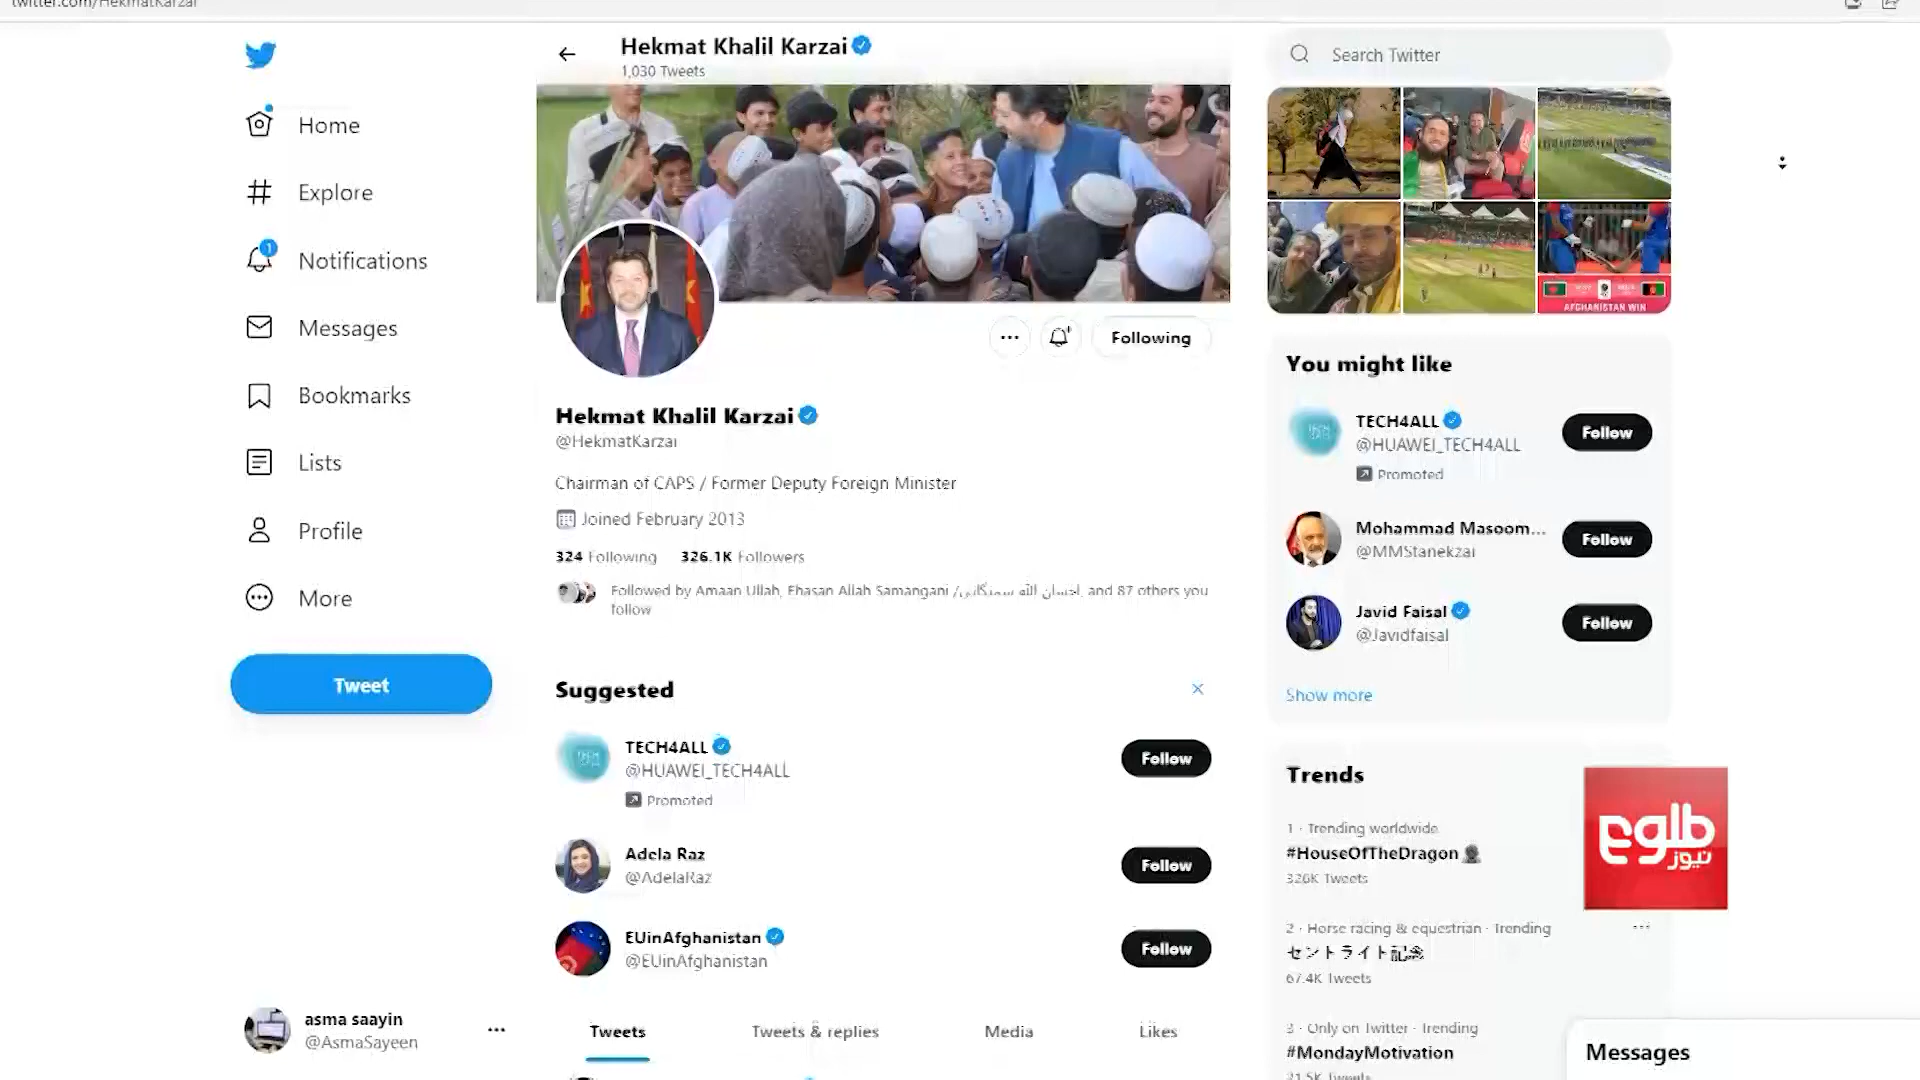 twitter.com/HekmatKarzai
Hekmat Khalil Karzai
1,030 Tweets
Search Twitter
Home
Explore
1
Notifications
Messages
Bookmarks
Lists
Profile
More
Tweet
asma saayin
@AsmaSayeen
Following
Hekmat Khalil Karzai
@HekmatKarzai
Chairman of CAPS / Former Deputy Foreign Minister
Joined February 2013
324 Following 326.1K Followers
Followed by Amaan Ullah, Ehasan Allah Samangani /احسان الله سمنگانی, and 87 others you
follow
Suggested
TECH4ALL
@HUAWEI_TECH4ALL
Promoted
Follow
Adela Raz
@AdelaRaz
Follow
EUinAfghanistan
@EUinAfghanistan
Follow
Tweets
Tweets & replies
Media
Likes
AFGHANISTAN WIN
You might like
TECH4ALL
@HUAWEI_TECH4ALL
Promoted
Follow
Mohammad Masoom...
@MMStanekzai
Follow
Javid Faisal
@Javidfaisal
Follow
Show more
Trends
1 · Trending worldwide
#HouseOfTheDragon
326K Tweets
2 · Horse racing & equestrian · Trending
セントライト記念
67.4K Tweets
3 · Only on Twitter · Trending
#MondayMotivation
21.5K Tweets
طلوع
نیوز
Messages